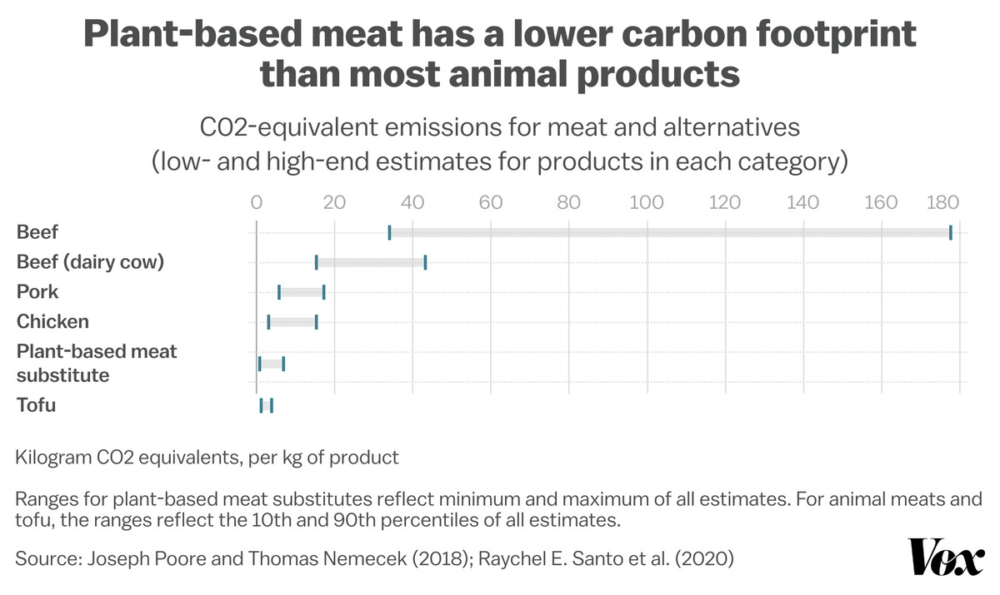 Plant-based meat has a lower carbon footprint
than most animal products
CO2-equivalent emissions for meat and alternatives
(low- and high-end estimates for products in each category)
0 20 40 60 80 100 120 140 160 180
Beef
Beef (dairy cow)
Pork
Chicken
Plant-based meat
substitute
Tofu
Kilogram CO2 equivalents, per kg of product
Ranges for plant-based meat substitutes reflect minimum and maximum of all estimates. For animal meats and
tofu, the ranges reflect the 10th and 90th percentiles of all estimates.
Source: Joseph Poore and Thomas Nemecek (2018); Raychel E. Santo et al. (2020)
Vox